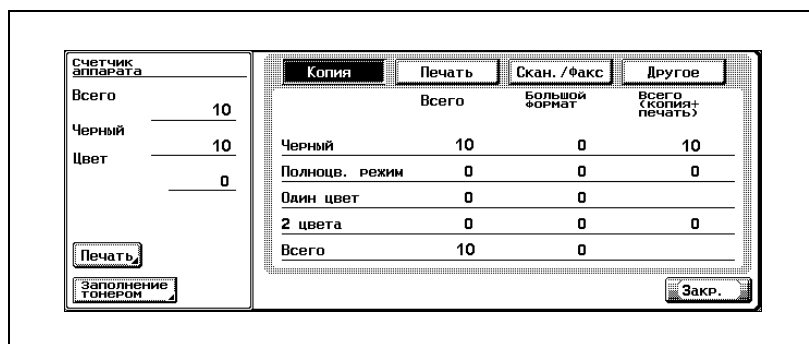 Счетчик
аппарата
Всего
10
Черный
10
Цвет
0
Печать
Заполнение
тонером
Копия Печать Скан./Факс Другое
Всего Большой формат Всего (копия+ печать)
Черный 10 0 10
Полноцв. режим 0 0 0
Один цвет 0 0
2 цвета 0 0 0
Всего 10 0
Закр.